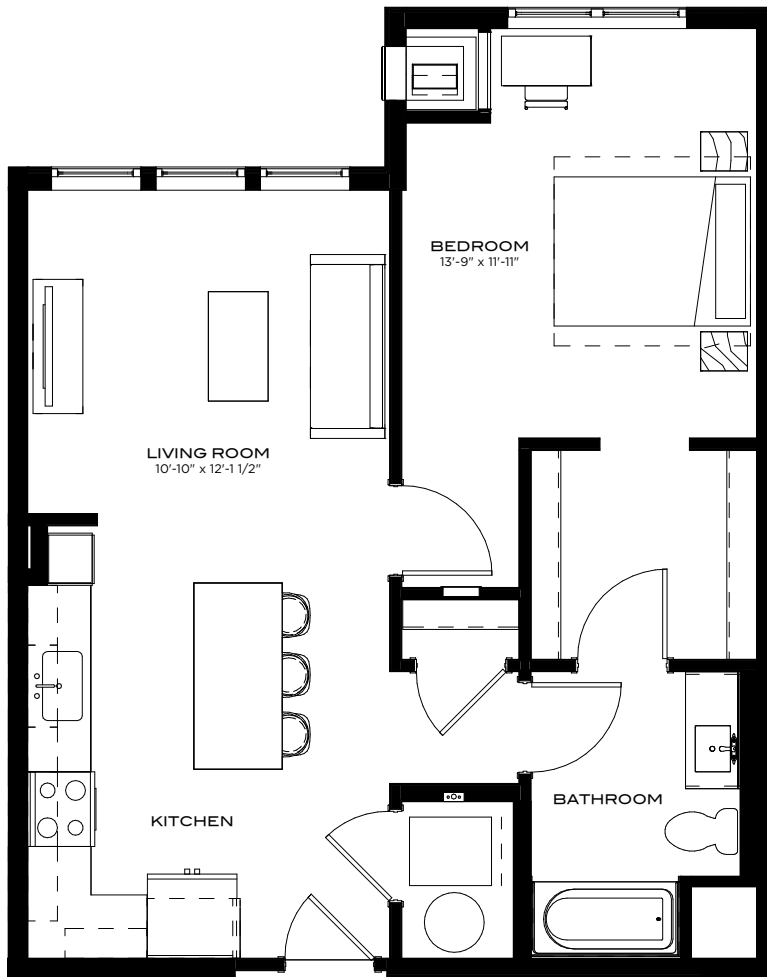 BEDROOM
13'-9" x 11'-11"
LIVING ROOM
10'-10" x 12'-1 1/2"
BATHROOM
KITCHEN